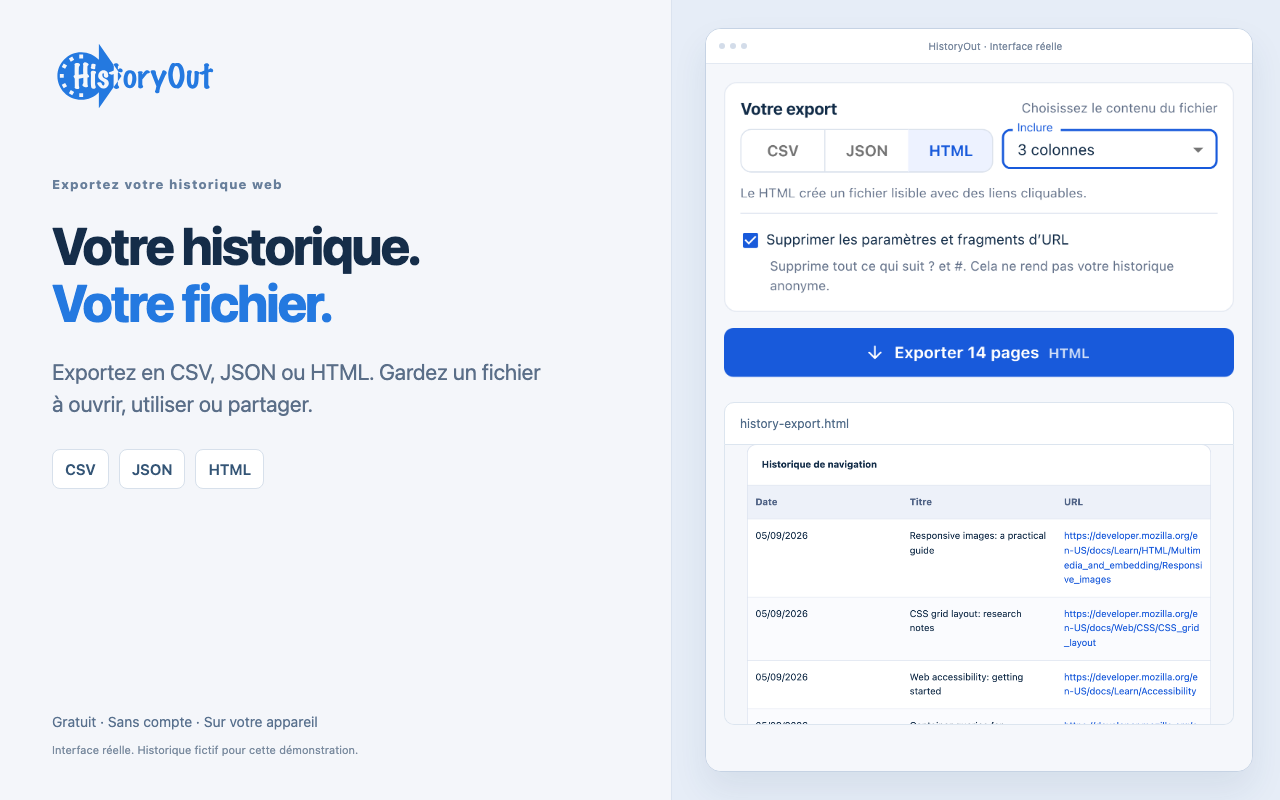 HistoryOut
Exportez votre historique web
Votre historique.
Votre fichier.
Exportez en CSV, JSON ou HTML. Gardez un fichier
à ouvrir, utiliser ou partager.
CSV
JSON
HTML
Gratuit · Sans compte · Sur votre appareil
Interface réelle. Historique fictif pour cette démonstration.
HistoryOut · Interface réelle
Votre export
Choisissez le contenu du fichier
CSV
JSON
HTML
Inclure
3 colonnes
Le HTML crée un fichier lisible avec des liens cliquables.
Supprimer les paramètres et fragments d’URL
Supprime tout ce qui suit ? et #. Cela ne rend pas votre historique
anonyme.
Exporter 14 pages HTML
history-export.html
Historique de navigation
Date
Titre
URL
05/09/2026
Responsive images: a practical
guide
https://developer.mozilla.org/e
n-US/docs/Learn/HTML/Multim
edia_and_embedding/Responsi
ve_images
05/09/2026
CSS grid layout: research
notes
https://developer.mozilla.org/e
n-US/docs/Web/CSS/CSS_grid
_layout
05/09/2026
Web accessibility: getting
started
https://developer.mozilla.org/e
n-US/docs/Learn/Accessibility